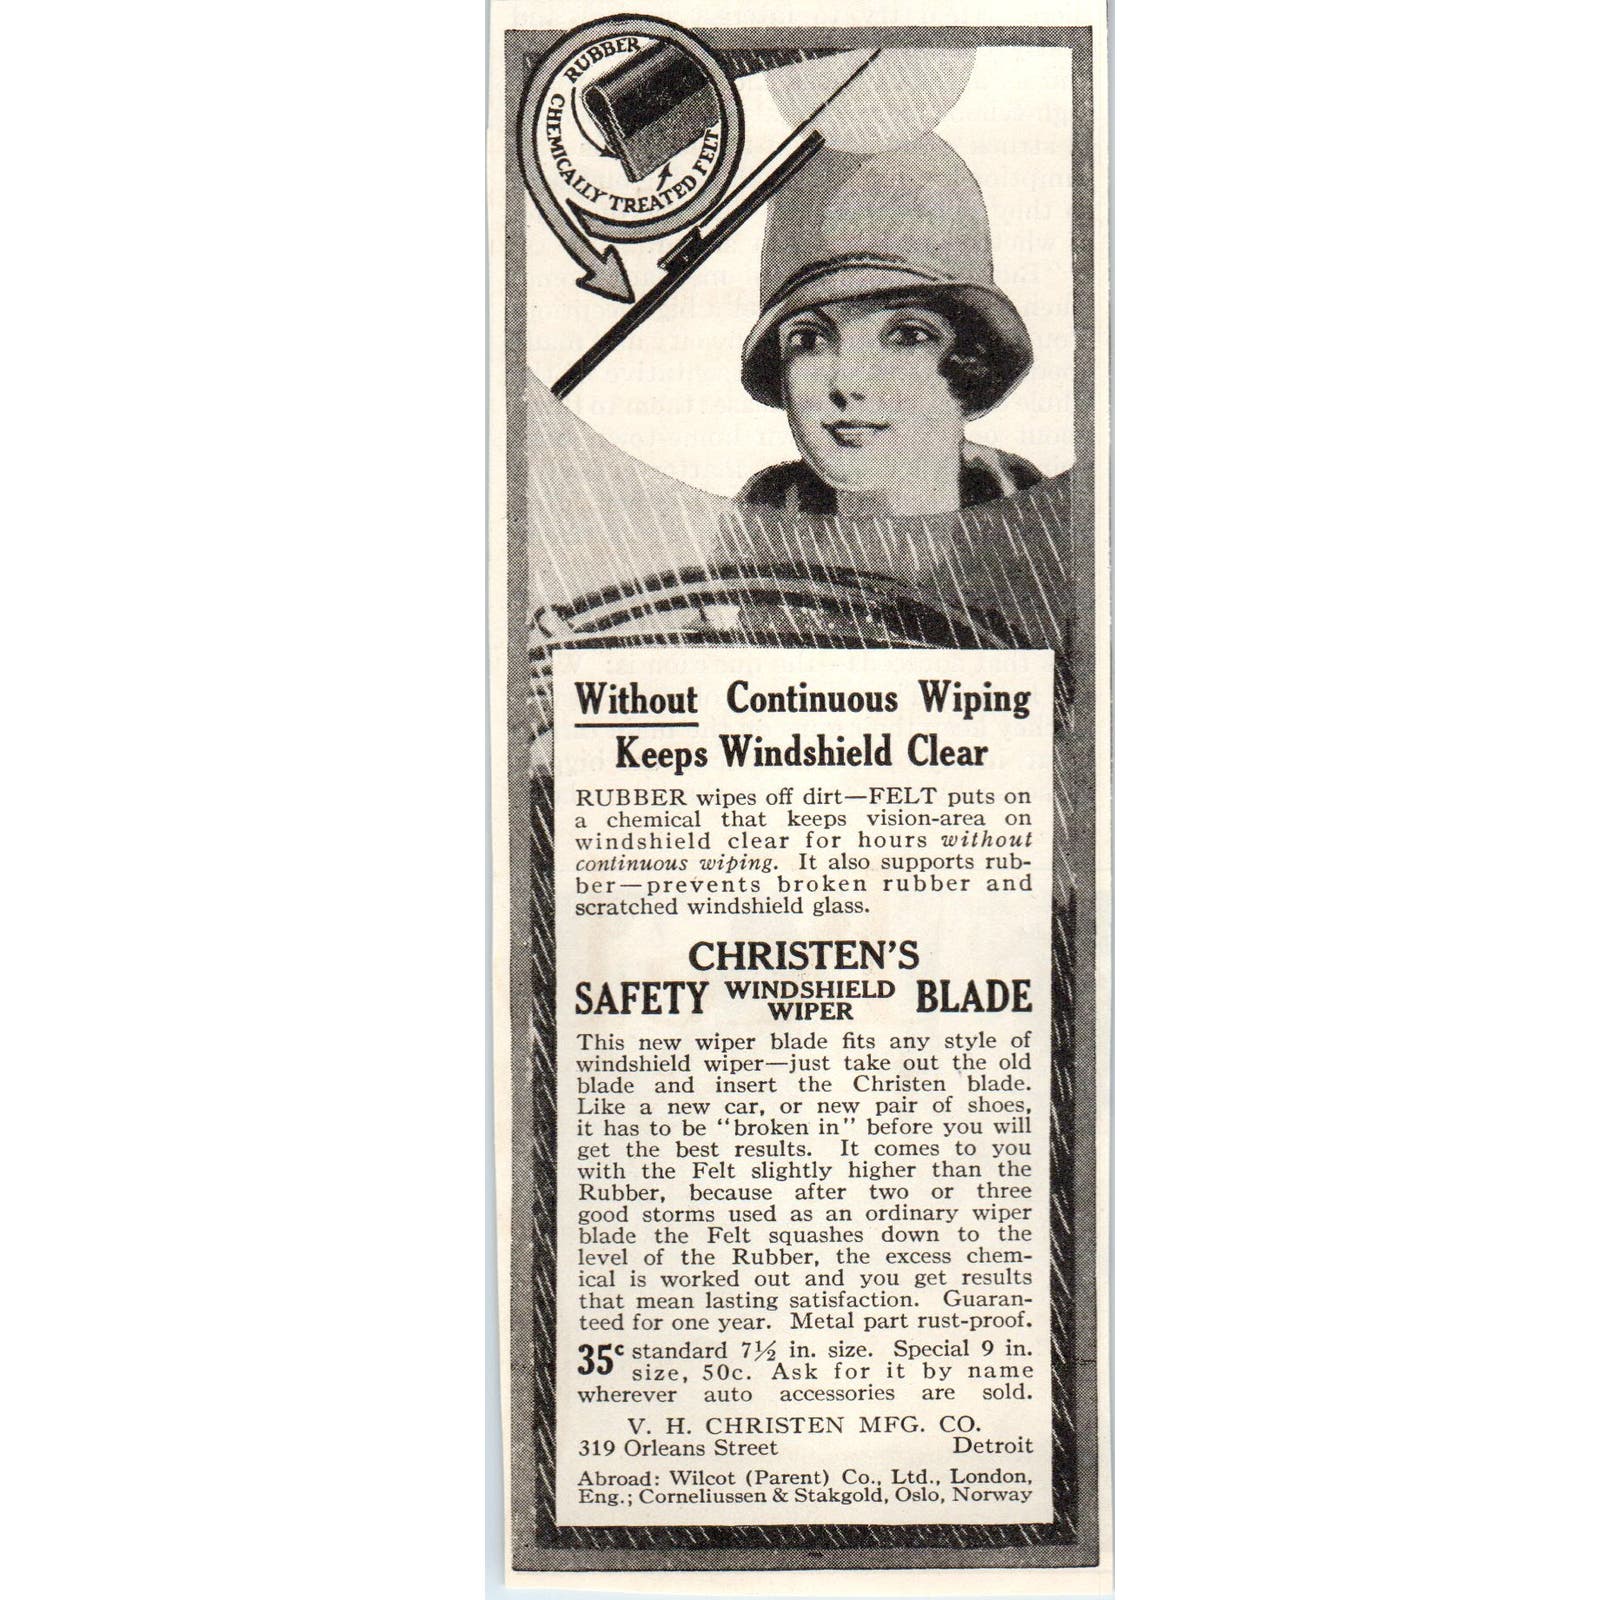 RUBBER
CHEMICALLY TREATED FELT
Without Continuous Wiping
Keeps Windshield Clear
RUBBER wipes off dirt—FELT puts on
a chemical that keeps vision-area on
windshield clear for hours without
continuous wiping. It also supports rub-
ber—prevents broken rubber and
scratched windshield glass.
CHRISTEN'S
SAFETY WINDSHIELD WIPER BLADE
This new wiper blade fits any style of
windshield wiper—just take out the old
blade and insert the Christen blade.
Like a new car, or new pair of shoes,
it has to be "broken in" before you will
get the best results. It comes to you
with the Felt slightly higher than the
Rubber, because after two or three
good storms used as an ordinary wiper
blade the Felt squashes down to the
level of the Rubber, the excess chem-
ical is worked out and you get results
that mean lasting satisfaction. Guaran-
teed for one year. Metal part rust-proof.
35c standard 7½ in. size. Special 9 in.
size, 50c. Ask for it by name
wherever auto accessories are sold.
V. H. CHRISTEN MFG. CO.
319 Orleans Street Detroit
Abroad: Wilcot (Parent) Co., Ltd., London,
Eng.; Corneliussen & Stakgold, Oslo, Norway